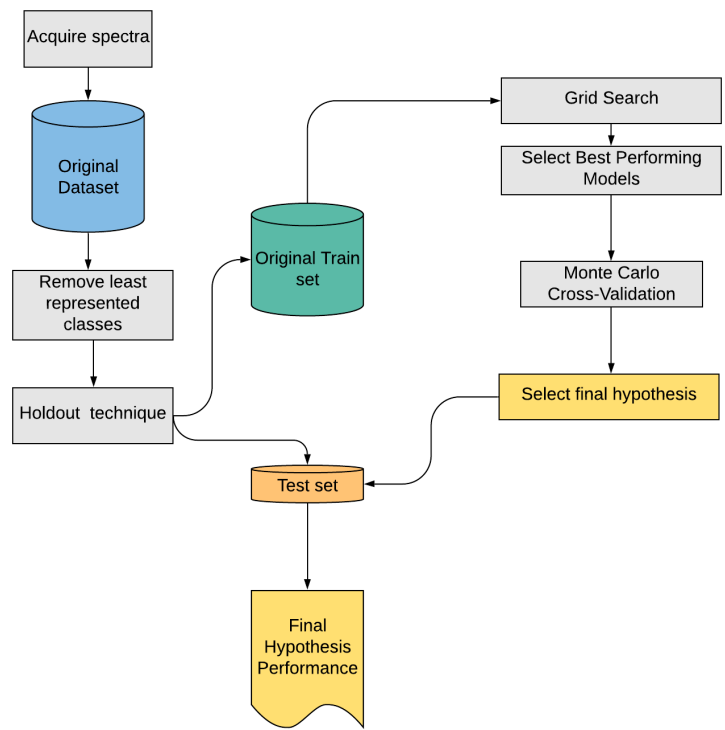 Acquire spectra
Original
Dataset
Remove least
represented
classes
Holdout technique
Original Train
set
Grid Search
Select Best Performing
Models
Monte Carlo
Cross-Validation
Select final hypothesis
Test set
Final
Hypothesis
Performance